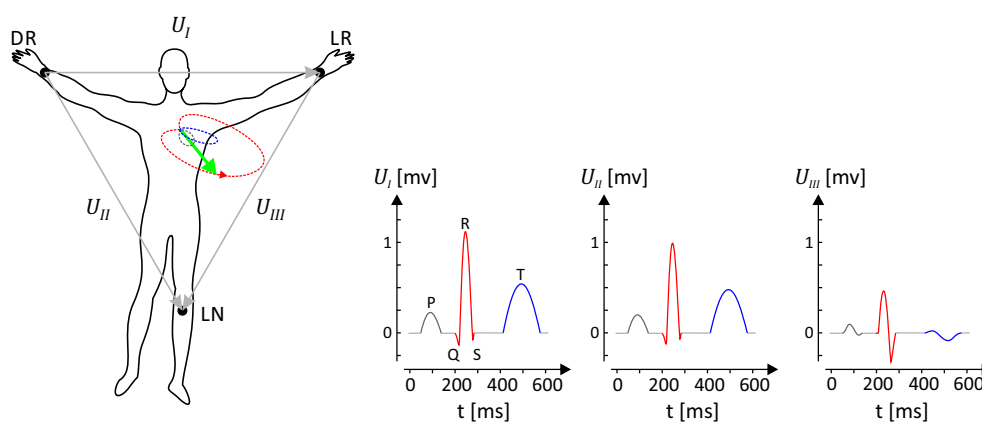 U_I
DR
LR
U_II
U_III
LN
U_I [mv]
1
0
P
R
T
Q
S
0 200 400 600
t [ms]
U_II [mv]
1
0
0 200 400 600
t [ms]
U_III [mv]
1
0
0 200 400 600
t [ms]